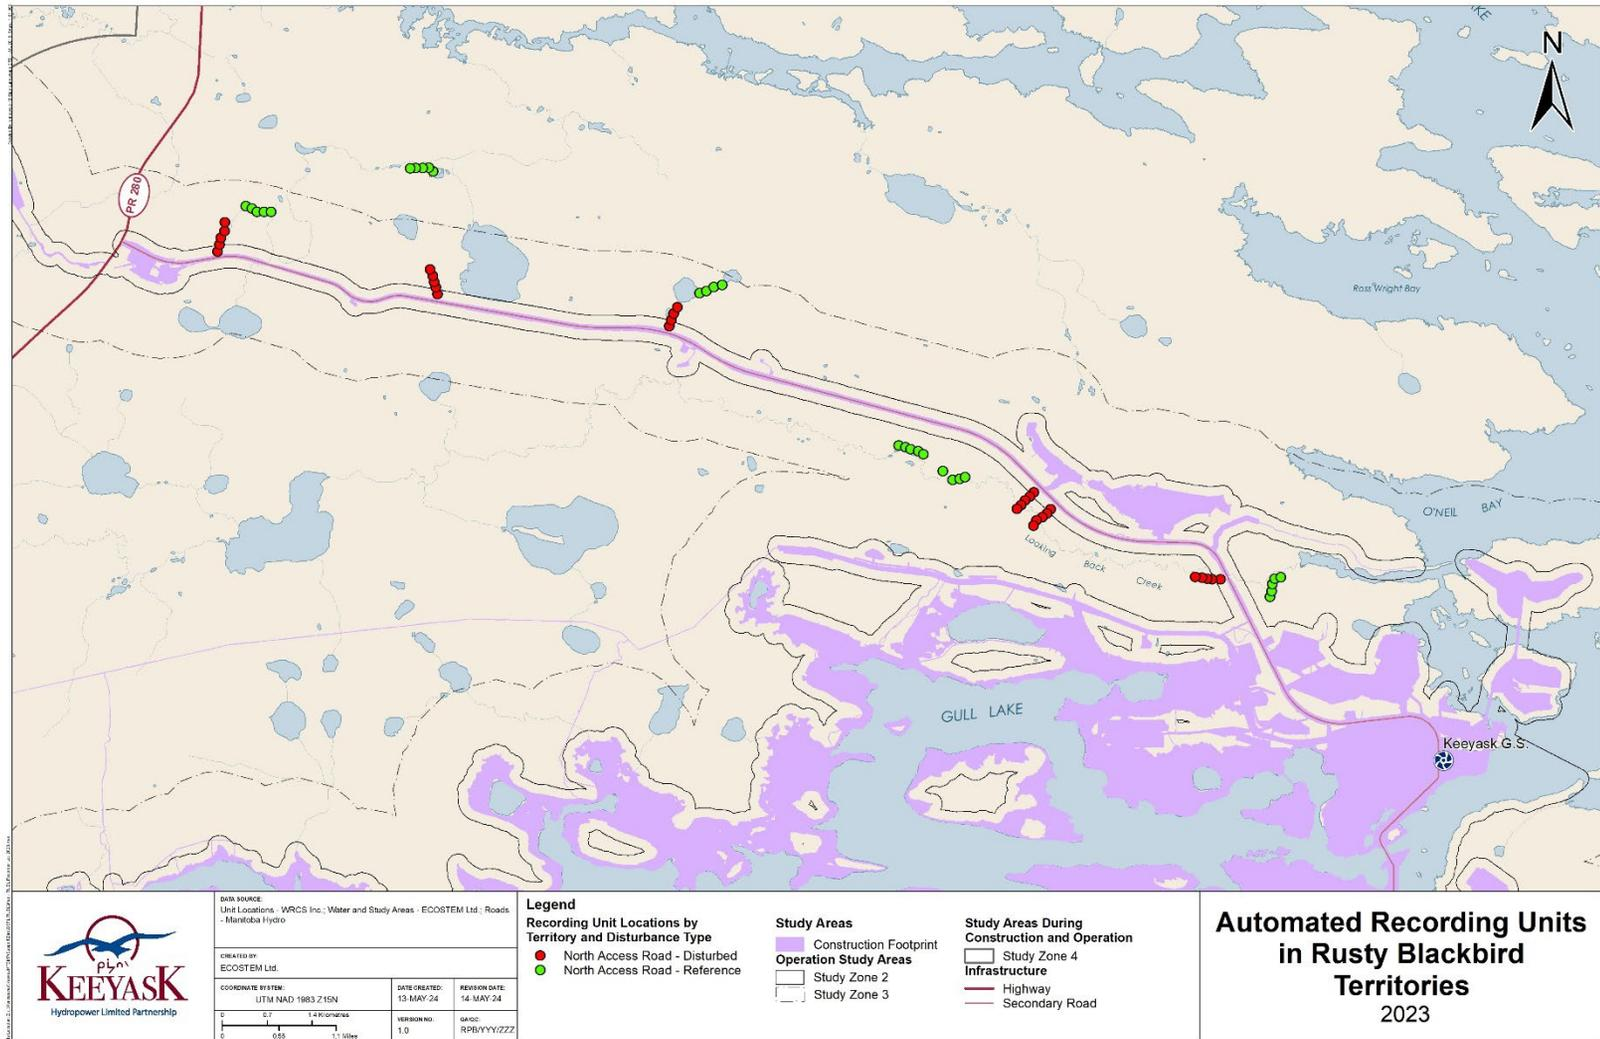 N
PR 280
Ross Wright Bay
O'NEIL BAY
Looking Back Creek
GULL LAKE
Keeyask G.S.
KEEYASK
Hydropower Limited Partnership
DATA SOURCE:
Unit Locations - WRCS Inc.; Water and Study Areas - ECOSTEM Ltd.; Roads
- Manitoba Hydro
CREATED BY:
ECOSTEM Ltd.
COORDINATE SYSTEM:
UTM NAD 1983 Z15N
DATE CREATED:
13-MAY-24
REVISION DATE:
14-MAY-24
0 0.7 1.4 Kilometres
0 0.55 1.1 Miles
VERSION NO.
1.0
QA/QC:
RPB/YYY/ZZZ
Legend
Recording Unit Locations by
Territory and Disturbance Type
North Access Road - Disturbed
North Access Road - Reference
Study Areas
Construction Footprint
Operation Study Areas
Study Zone 2
Study Zone 3
Study Areas During
Construction and Operation
Study Zone 4
Infrastructure
Highway
Secondary Road
Automated Recording Units
in Rusty Blackbird
Territories
2023